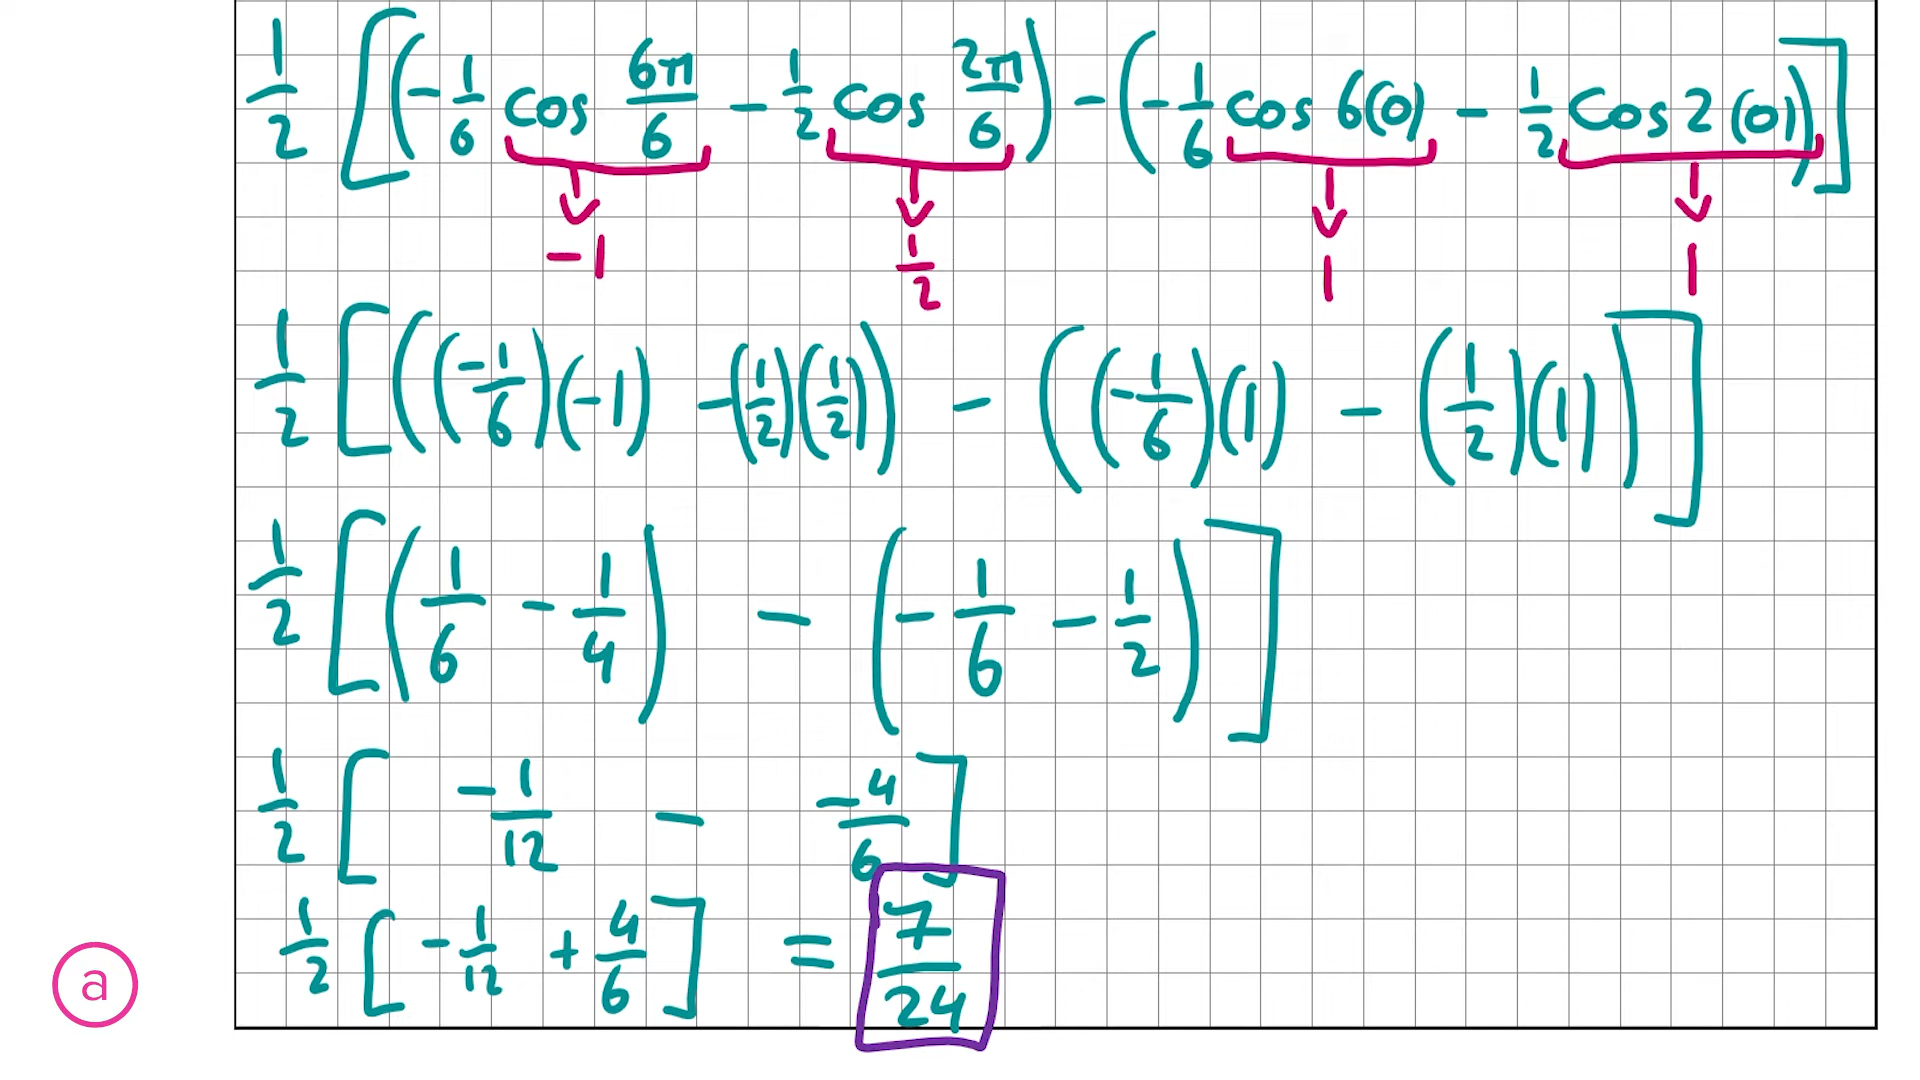 1/2 [(-1/6 cos 6π/6 - 1/2 cos 2π/6) - (-1/6 cos 6(0) - 1/2 cos 2(0))]
-1 1/2 1 1
1/2 [((-1/6)(-1) - (1/2)(1/2)) - ((-1/6)(1) - (1/2)(1))]
1/2 [(1/6 - 1/4) - (-1/6 - 1/2)]
1/2 [-1/12 - -4/6]
1/2 [-1/12 + 4/6] = 7/24
a